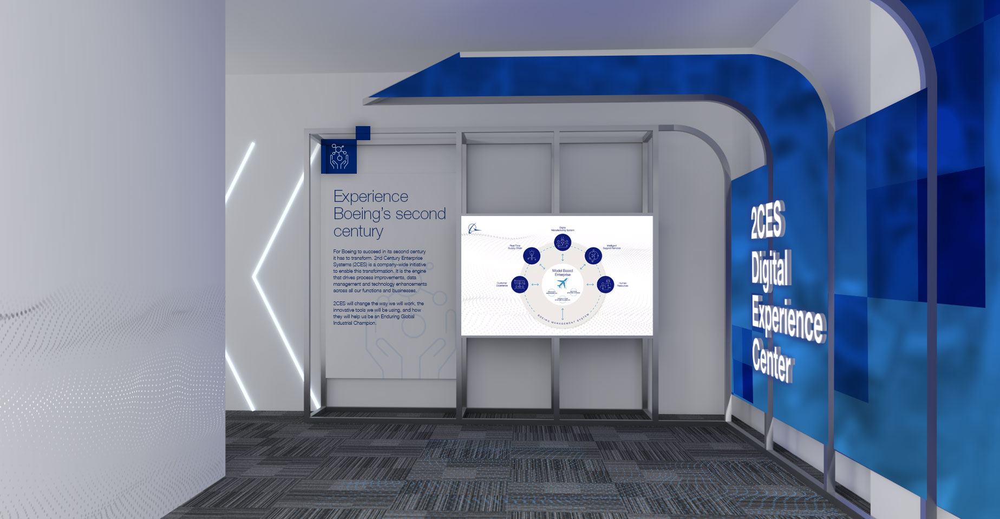 Experience
Boeing's second
century
For Boeing to succeed in its second century
it has to transform. 2nd Century Enterprise
Systems (2CES) is a company-wide initiative
to enable this transformation. It is the engine
that drives process improvements, data
management and technology enhancements
across all our functions and businesses.
2CES will change the way we will work, the
innovative tools we will be using, and how
they will help us be an Enduring Global
Industrial Champion.
Digital
Manufacturing System
Real-Time
Supply Chain
Intelligent
Support Services
Model Based
Enterprise
Customer
Experience
Human
Resources
PRODUCTION
SYSTEM PLANNING
BOEING MANAGEMENT SYSTEM
2CES
Digital
Experience
Center